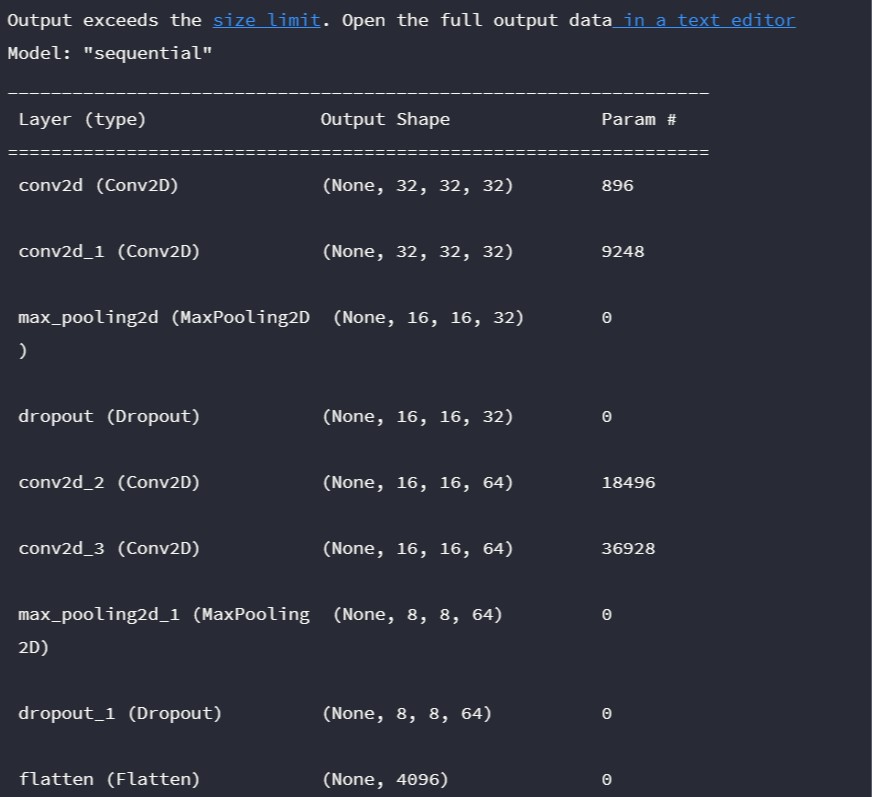 Output exceeds the size limit. Open the full output data in a text editor
Model: "sequential"
_________________________________________________________________
Layer (type) Output Shape Param #
=================================================================
conv2d (Conv2D) (None, 32, 32, 32) 896
conv2d_1 (Conv2D) (None, 32, 32, 32) 9248
max_pooling2d (MaxPooling2D (None, 16, 16, 32) 0
)
dropout (Dropout) (None, 16, 16, 32) 0
conv2d_2 (Conv2D) (None, 16, 16, 64) 18496
conv2d_3 (Conv2D) (None, 16, 16, 64) 36928
max_pooling2d_1 (MaxPooling (None, 8, 8, 64) 0
2D)
dropout_1 (Dropout) (None, 8, 8, 64) 0
flatten (Flatten) (None, 4096) 0